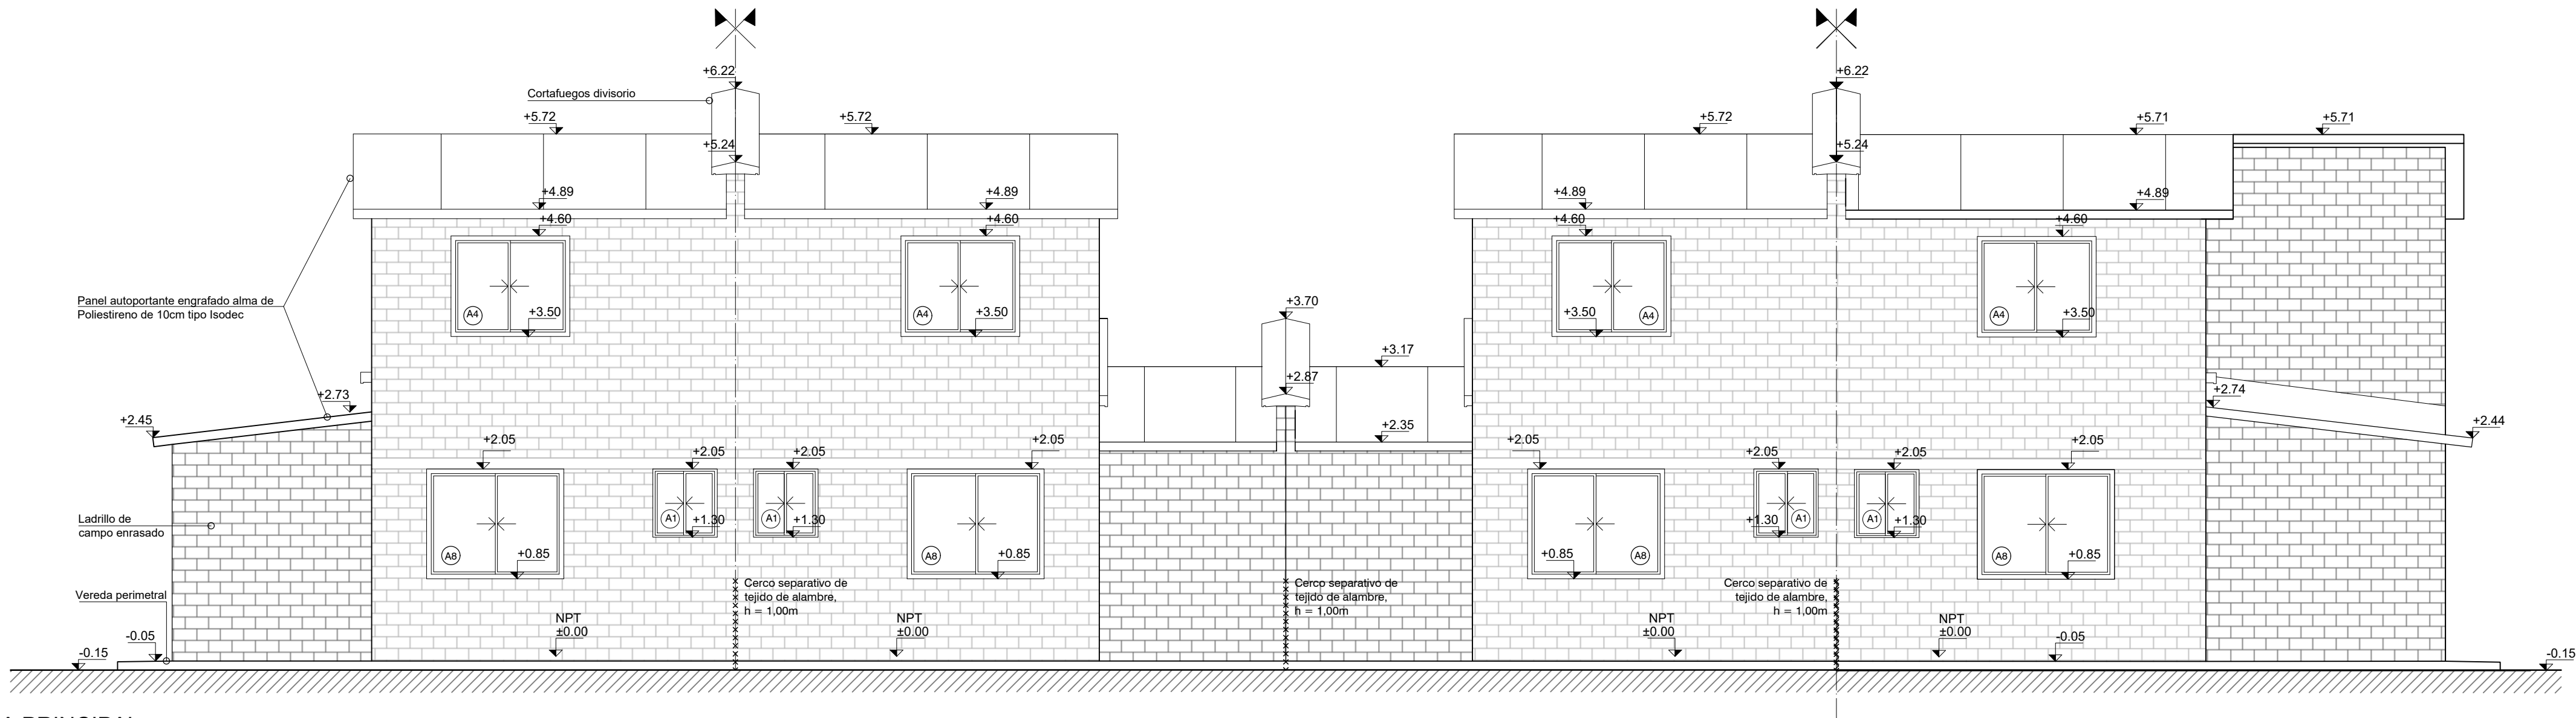 +6.22
+6.22
Cortafuegos divisorio
+5.72
+5.72
+5.72
+5.71
+5.71
+5.24
+5.24
+4.89
+4.89
+4.89
+4.89
+4.60
+4.60
+4.60
+4.60
Panel autoportante engrafado alma de
Poliestireno de 10cm tipo Isodec
A4
+3.50
A4
+3.50
+3.50
A4
A4
+3.50
+3.70
+3.17
+2.87
+2.73
+2.74
+2.45
+2.44
+2.35
+2.05
+2.05
+2.05
+2.05
+2.05
+2.05
+2.05
+2.05
Ladrillo de
campo enrasado
A1
+1.30
A1
+1.30
+1.30
A1
A1
+1.30
A8
+0.85
A8
+0.85
+0.85
A8
A8
+0.85
Vereda perimetral
Cerco separativo de
tejido de alambre,
h = 1,00m
Cerco separativo de
tejido de alambre,
h = 1,00m
Cerco separativo de
tejido de alambre,
h = 1,00m
NPT
±0.00
NPT
±0.00
NPT
±0.00
NPT
±0.00
-0.05
-0.05
-0.15
-0.15